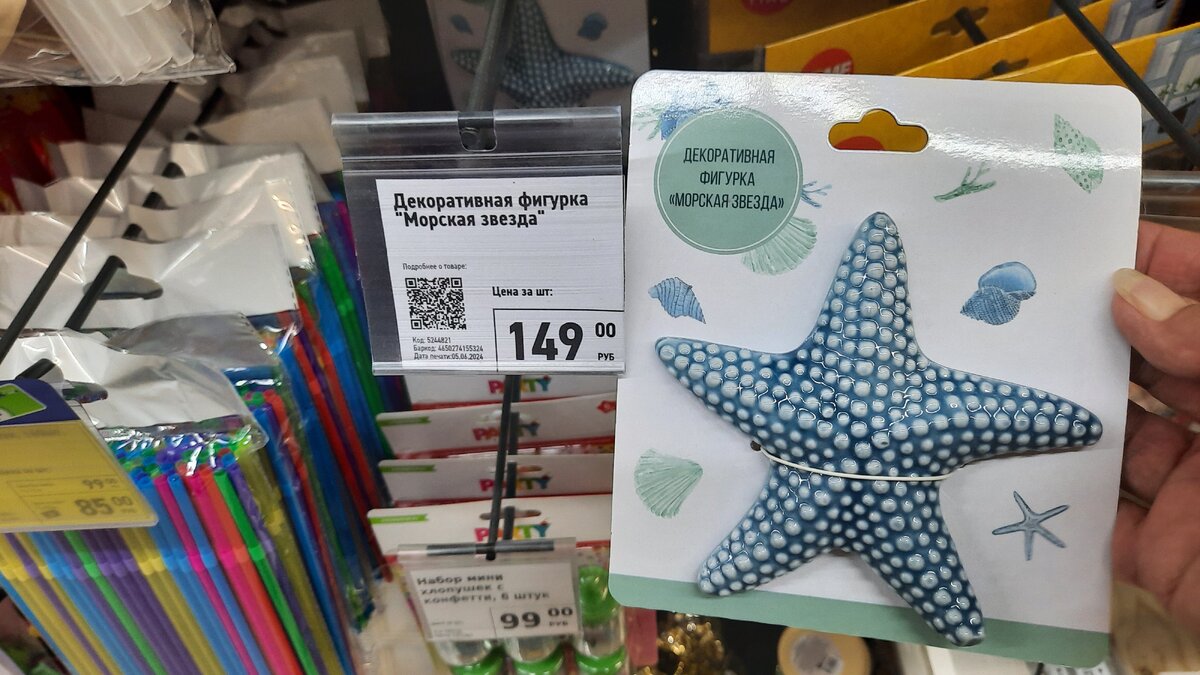 Декоративная фигурка
"Морская звезда"
Подробнее о товаре:
Цена за шт:
149 00
РУБ
Код: 5244821
Баркод: 4650274155324
Дата печати:05.06.2024
ДЕКОРАТИВНАЯ
ФИГУРКА
«МОРСКАЯ ЗВЕЗДА»
PARTY
PARTY
PARTY
PARTY
Набор мини
хлопушек с
конфетти, 6 штук
99 00
РУБ
99
85 00